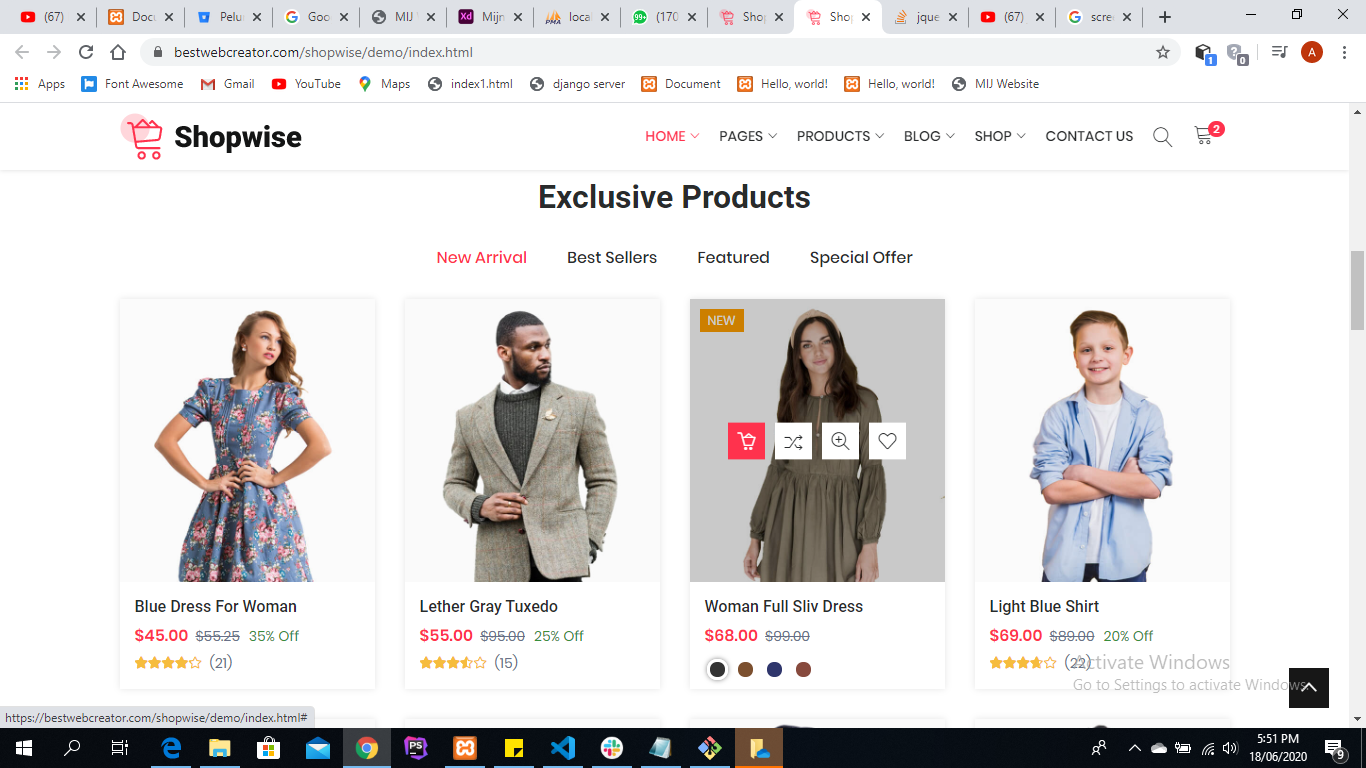 (67)
Docu
Pelu
Goo
MIJ
Mijn
local
(170
Shop
Shop
jque
(67)
scre
bestwebcreator.com/shopwise/demo/index.html
A
1
0
Apps
Font Awesome
Gmail
YouTube
Maps
index1.html
django server
Document
Hello, world!
Hello, world!
MIJ Website
Shopwise
HOME PAGES PRODUCTS BLOG SHOP CONTACT US
2
Exclusive Products
New Arrival Best Sellers Featured Special Offer
NEW
Blue Dress For Woman
$45.00 $55.25 35% Off
(21)
Lether Gray Tuxedo
$55.00 $95.00 25% Off
(15)
Woman Full Sliv Dress
$68.00 $99.00
Light Blue Shirt
$69.00 $89.00 20% Off
(22)
Activate Windows
Go to Settings to activate Windows.
https://bestwebcreator.com/shopwise/demo/index.html#
5:51 PM
18/06/2020
9